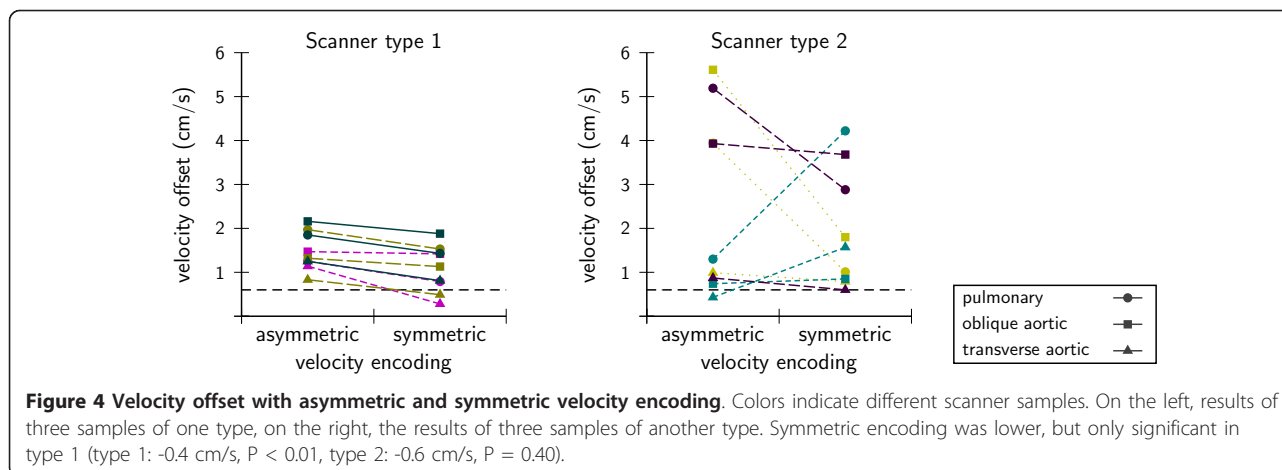 Scanner type 1
Scanner type 2
6
5
4
3
2
1
velocity offset (cm/s)
asymmetric symmetric
velocity encoding
6
5
4
3
2
1
velocity offset (cm/s)
asymmetric symmetric
velocity encoding
pulmonary
oblique aortic
transverse aortic
Figure 4 Velocity offset with asymmetric and symmetric velocity encoding. Colors indicate different scanner samples. On the left, results of
three samples of one type, on the right, the results of three samples of another type. Symmetric encoding was lower, but only significant in
type 1 (type 1: -0.4 cm/s, P < 0.01, type 2: -0.6 cm/s, P = 0.40).